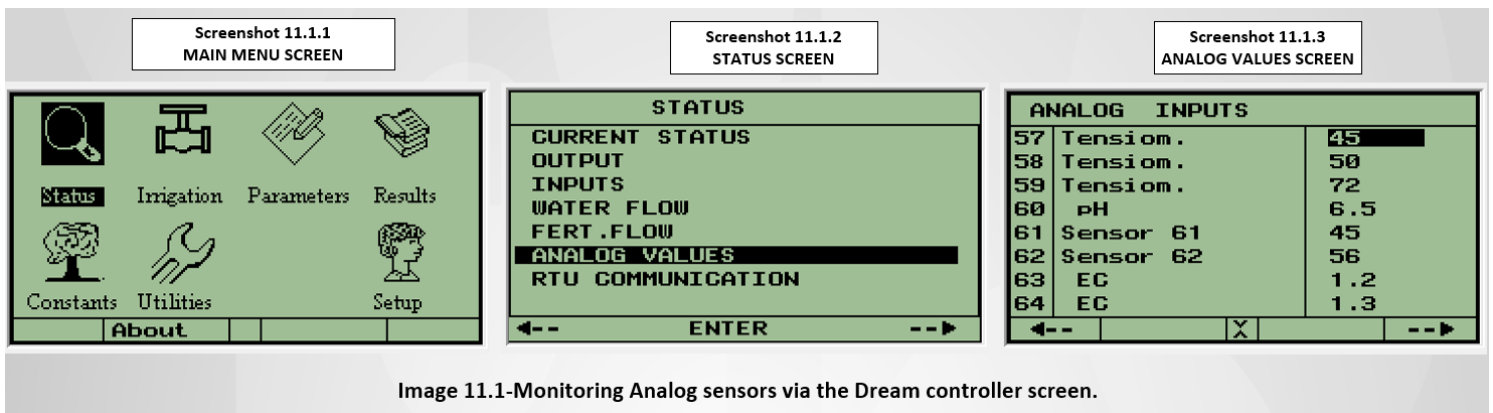 Screenshot 11.1.1
MAIN MENU SCREEN
Screenshot 11.1.2
STATUS SCREEN
Screenshot 11.1.3
ANALOG VALUES SCREEN
Status Irrigation Parameters Results
Constants Utilities Setup
About
STATUS
CURRENT STATUS
OUTPUT
INPUTS
WATER FLOW
FERT.FLOW
ANALOG VALUES
RTU COMMUNICATION
◄-- ENTER --►
ANALOG INPUTS
57 Tensiom. 45
58 Tensiom. 50
59 Tensiom. 72
60 pH 6.5
61 Sensor 61 45
62 Sensor 62 56
63 EC 1.2
64 EC 1.3
◄-- X --►
Image 11.1-Monitoring Analog sensors via the Dream controller screen.